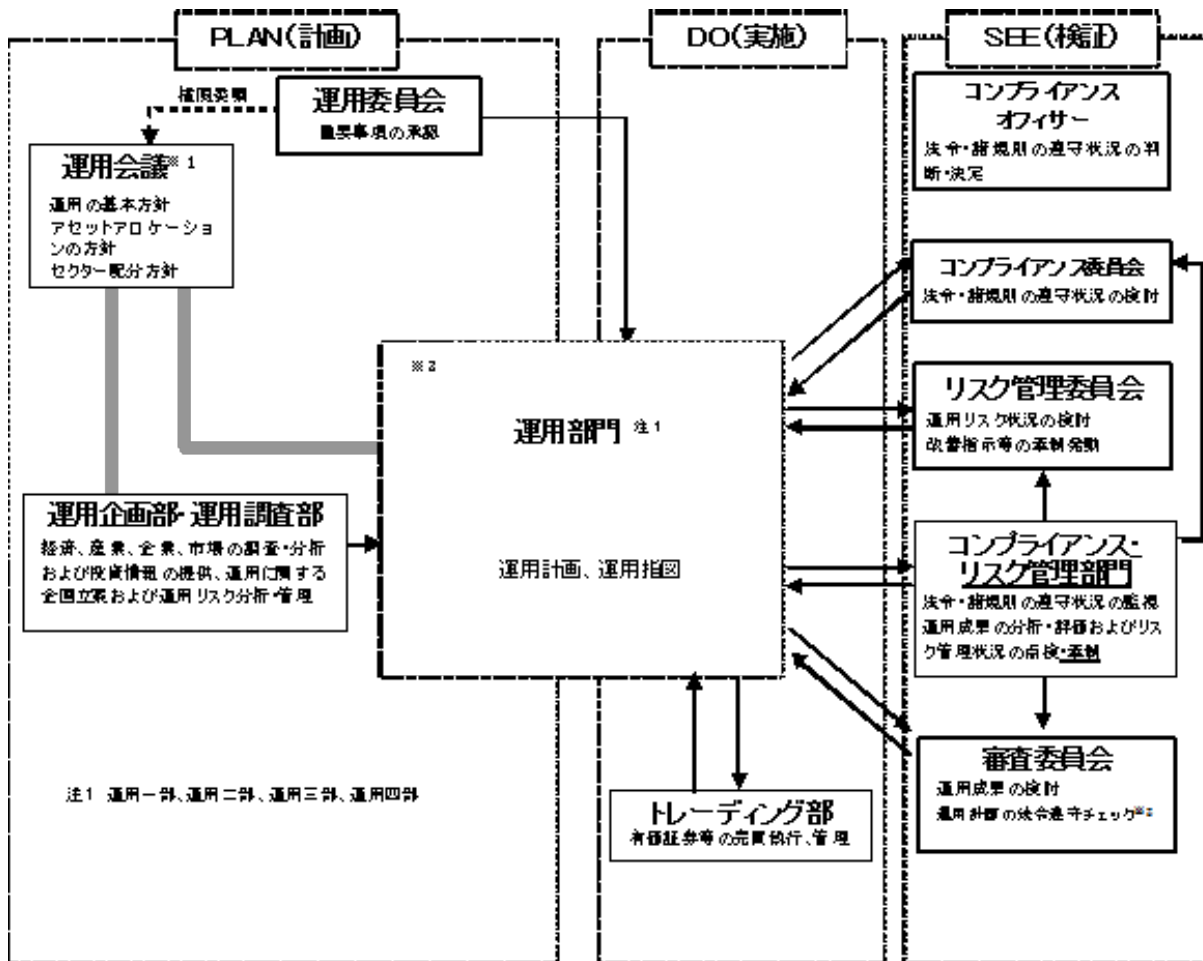 PLAN(計画)
DO(実施)
SEE(検証)
権限委嘱
運用委員会
重要事項の承認
運用会議※1
運用の基本方針
アセットアロケーショ
ンの方針
セクター配分方針
※2
運用部門 注1
運用計画、運用指図
運用企画部・運用調査部
経済、産業、企業、市場の調査・分析
および投資情報の提供、運用に関する
企画立案および運用リスク分析・管理
注1 運用一部、運用二部、運用三部、運用四部
トレーディング部
有価証券等の売買執行、管理
コンプライアンス
オフィサー
法令・諸規則の遵守状況の判
断・決定
コンプライアンス委員会
法令・諸規則の遵守状況の検討
リスク管理委員会
運用リスク状況の検討
改善指示等の牽制発動
コンプライアンス・
リスク管理部門
法令・諸規則の遵守状況の監視
運用成果の分析・評価およびリス
ク管理状況の点検・牽制
審査委員会
運用成果の検討
運用計画の法令遵守チェック